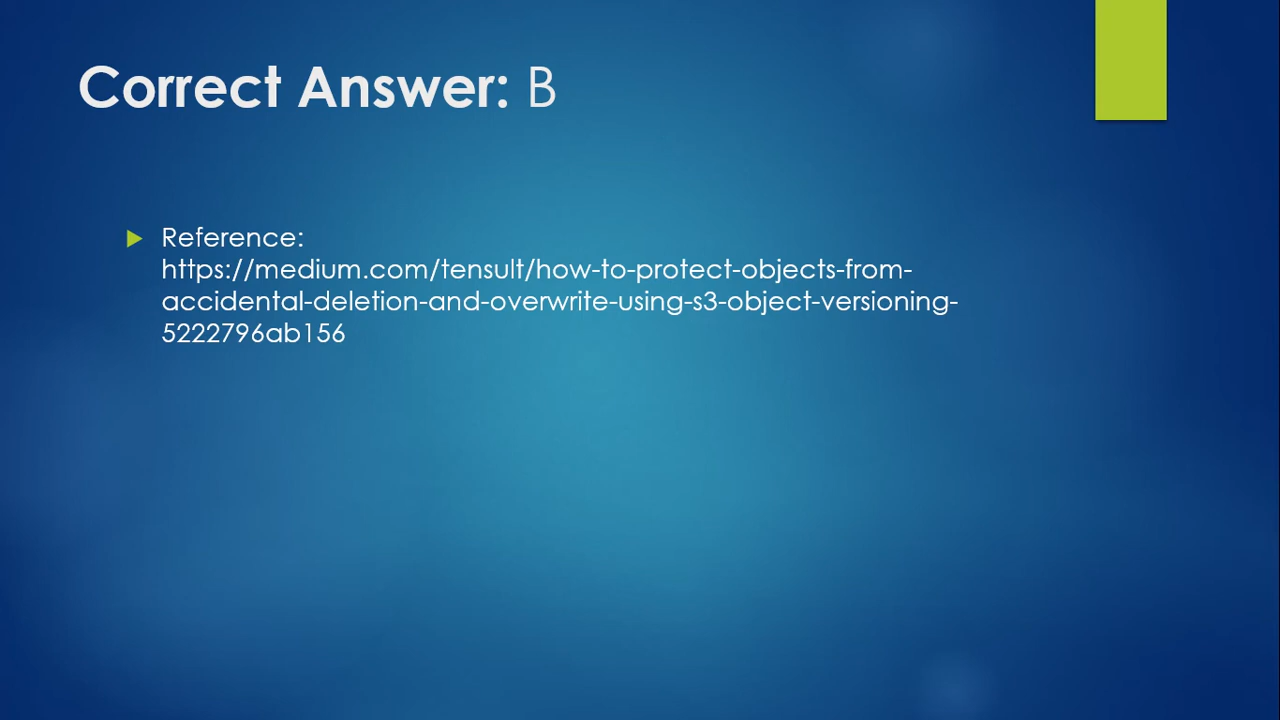 Correct Answer: B
Reference:
https://medium.com/tensult/how-to-protect-objects-from-
accidental-deletion-and-overwrite-using-s3-object-versioning-
5222796ab156